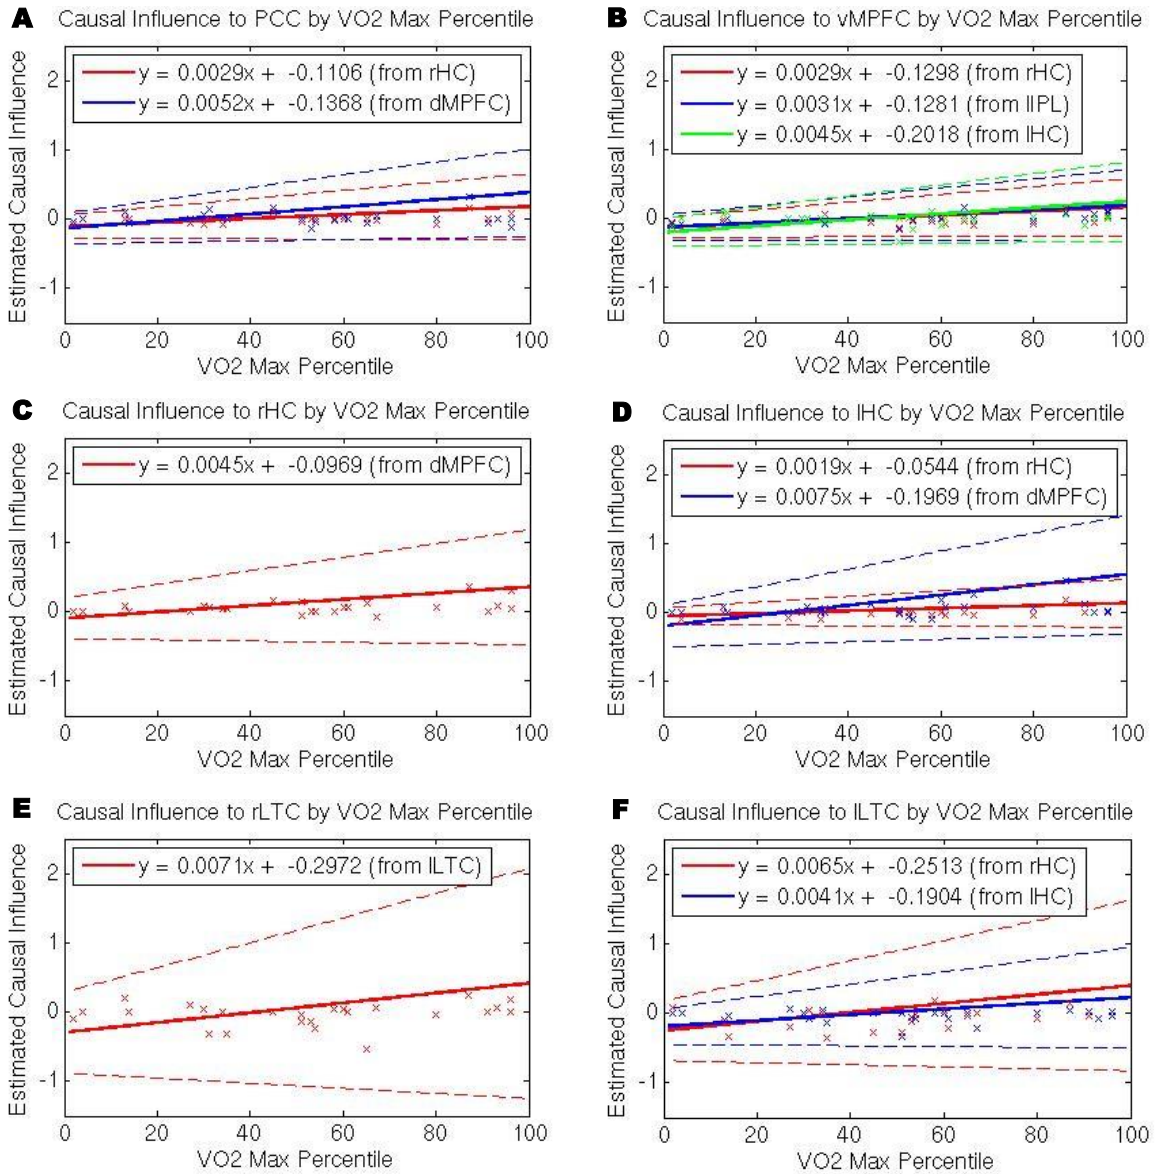 A Causal Influence to PCC by VO2 Max Percentile
Estimated Causal Influence
y = 0.0029x + -0.1106 (from rHC)
y = 0.0052x + -0.1368 (from dMPFC)
2
1
0
-1
0 20 40 60 80 100
VO2 Max Percentile
B Causal Influence to vMPFC by VO2 Max Percentile
Estimated Causal Influence
y = 0.0029x + -0.1298 (from rHC)
y = 0.0031x + -0.1281 (from lIPL)
y = 0.0045x + -0.2018 (from lHC)
2
1
0
-1
0 20 40 60 80 100
VO2 Max Percentile
C Causal Influence to rHC by VO2 Max Percentile
Estimated Causal Influence
y = 0.0045x + -0.0969 (from dMPFC)
2
1
0
-1
0 20 40 60 80 100
VO2 Max Percentile
D Causal Influence to lHC by VO2 Max Percentile
Estimated Causal Influence
y = 0.0019x + -0.0544 (from rHC)
y = 0.0075x + -0.1969 (from dMPFC)
2
1
0
-1
0 20 40 60 80 100
VO2 Max Percentile
E Causal Influence to rLTC by VO2 Max Percentile
Estimated Causal Influence
y = 0.0071x + -0.2972 (from lLTC)
2
1
0
-1
0 20 40 60 80 100
VO2 Max Percentile
F Causal Influence to lLTC by VO2 Max Percentile
Estimated Causal Influence
y = 0.0065x + -0.2513 (from rHC)
y = 0.0041x + -0.1904 (from lHC)
2
1
0
-1
0 20 40 60 80 100
VO2 Max Percentile